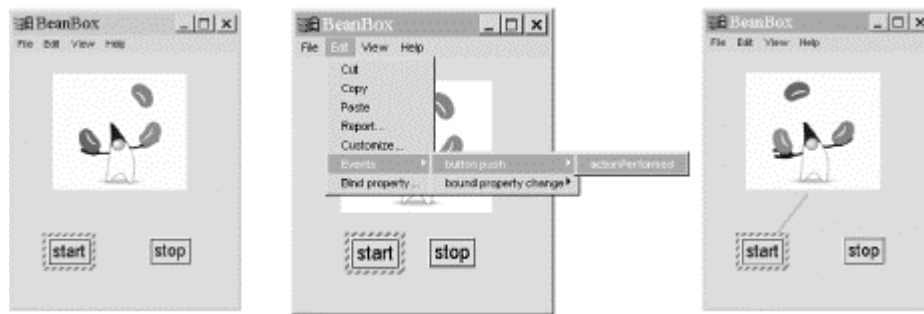 BeanBox
File Edit View Help
start stop
BeanBox
File Edit View Help
Cut
Copy
Paste
Report...
Customize...
Events button push actionPerformed
Bind property... bound property change
start stop
BeanBox
File Edit View Help
start stop